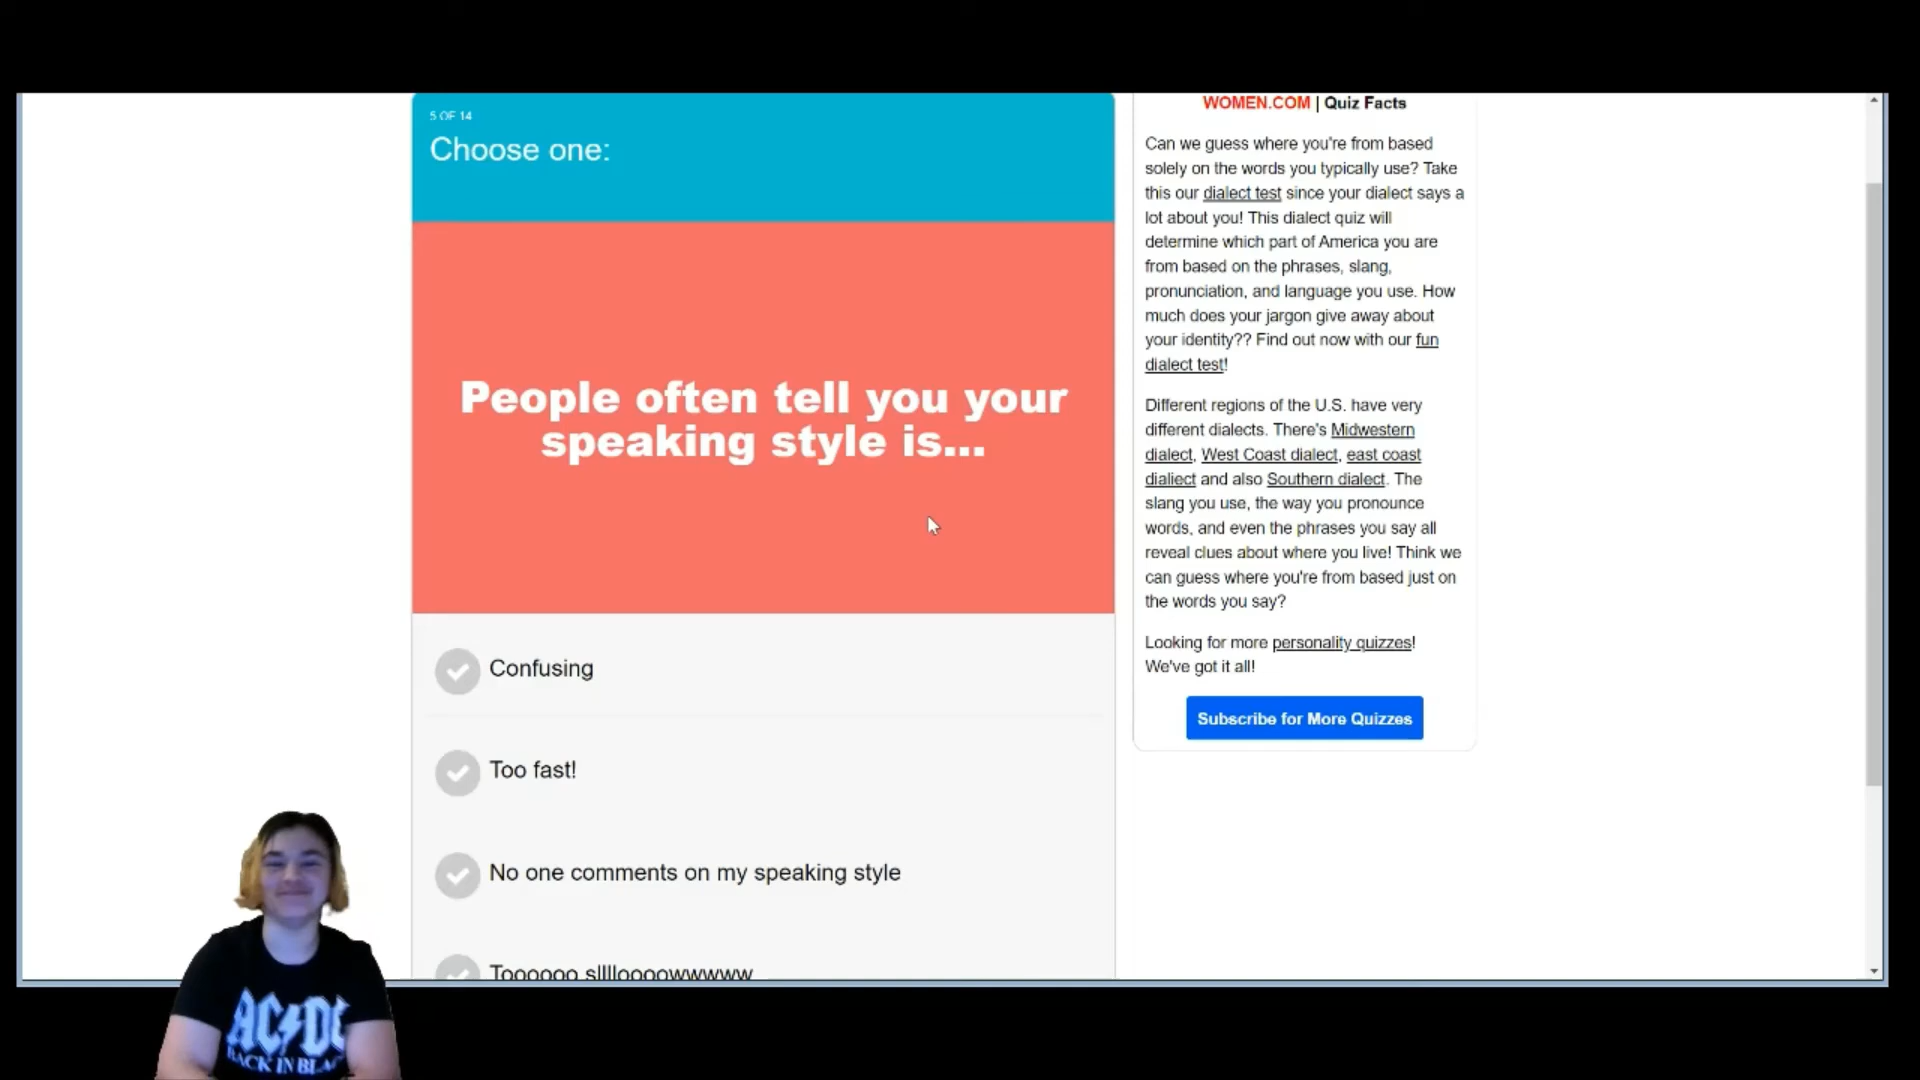 5 OF 14
Choose one:
People often tell you your
speaking style is...
Confusing
Too fast!
No one comments on my speaking style
Toooooo slllloooowwwww
WOMEN.COM | Quiz Facts
Can we guess where you're from based
solely on the words you typically use? Take
this our dialect test since your dialect says a
lot about you! This dialect quiz will
determine which part of America you are
from based on the phrases, slang,
pronunciation, and language you use. How
much does your jargon give away about
your identity?? Find out now with our fun
dialect test!
Different regions of the U.S. have very
different dialects. There's Midwestern
dialect, West Coast dialect, east coast
dialiect and also Southern dialect. The
slang you use, the way you pronounce
words, and even the phrases you say all
reveal clues about where you live! Think we
can guess where you're from based just on
the words you say?
Looking for more personality quizzes!
We've got it all!
Subscribe for More Quizzes
AC DC
BACK IN BLA